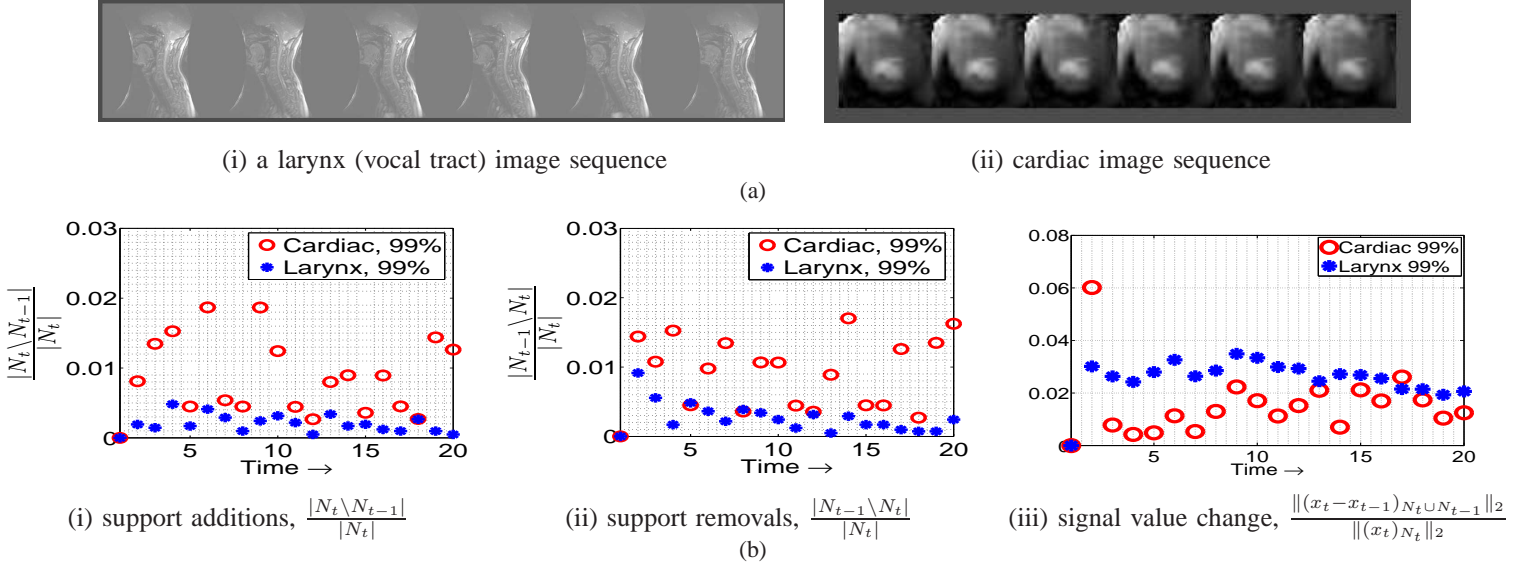 (i) a larynx (vocal tract) image sequence
(ii) cardiac image sequence
(a)
|N_t\N_{t−1}| / |N_t|
0.03
0.02
0.01
0
5 10 15 20
Time →
Cardiac, 99%
Larynx, 99%
(i) support additions, |N_t\N_{t−1}| / |N_t|
|N_{t−1}\N_t| / |N_t|
0.03
0.02
0.01
0
5 10 15 20
Time →
Cardiac, 99%
Larynx, 99%
(ii) support removals, |N_{t−1}\N_t| / |N_t|
0.08
0.06
0.04
0.02
0
5 10 15 20
Time →
Cardiac 99%
Larynx 99%
(iii) signal value change, ‖(x_t−x_{t−1})_{N_t∪N_{t−1}}‖_2 / ‖(x_t)_{N_t}‖_2
(b)